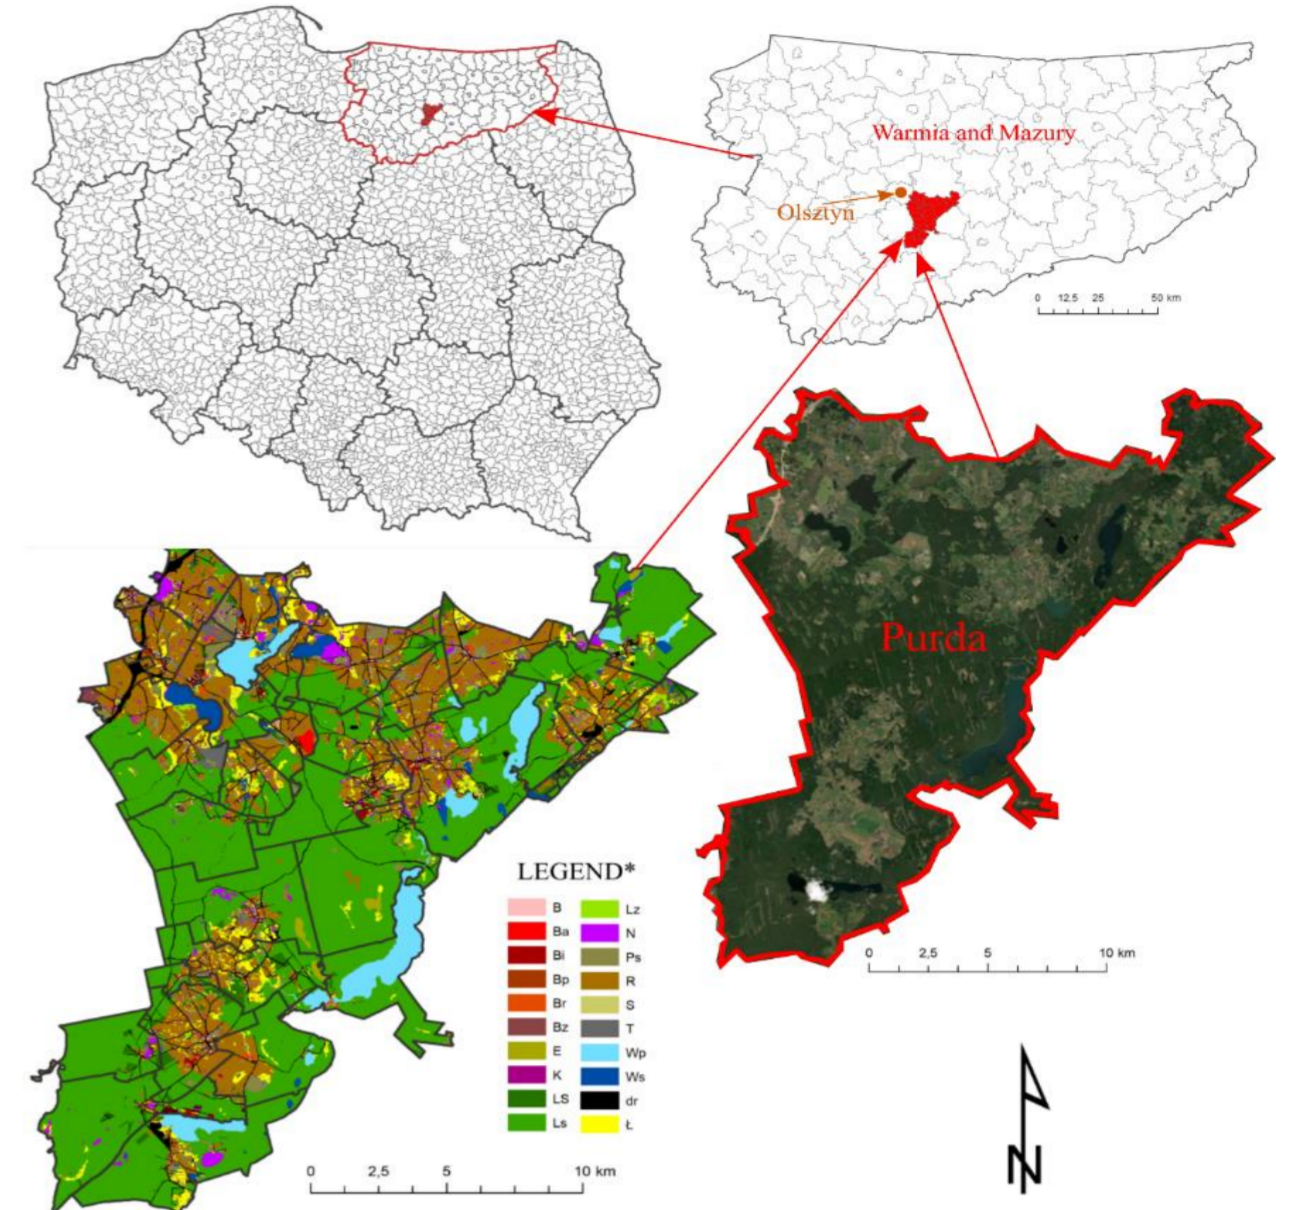 Warmia and Mazury
Olsztyn
0 12.5 25 50 km
Purda
0 2,5 5 10 km
LEGEND*
B Lz
Ba N
Bi Ps
Bp R
Br S
Bz T
E Wp
K Ws
LS dr
Ls Ł
0 2,5 5 10 km
N